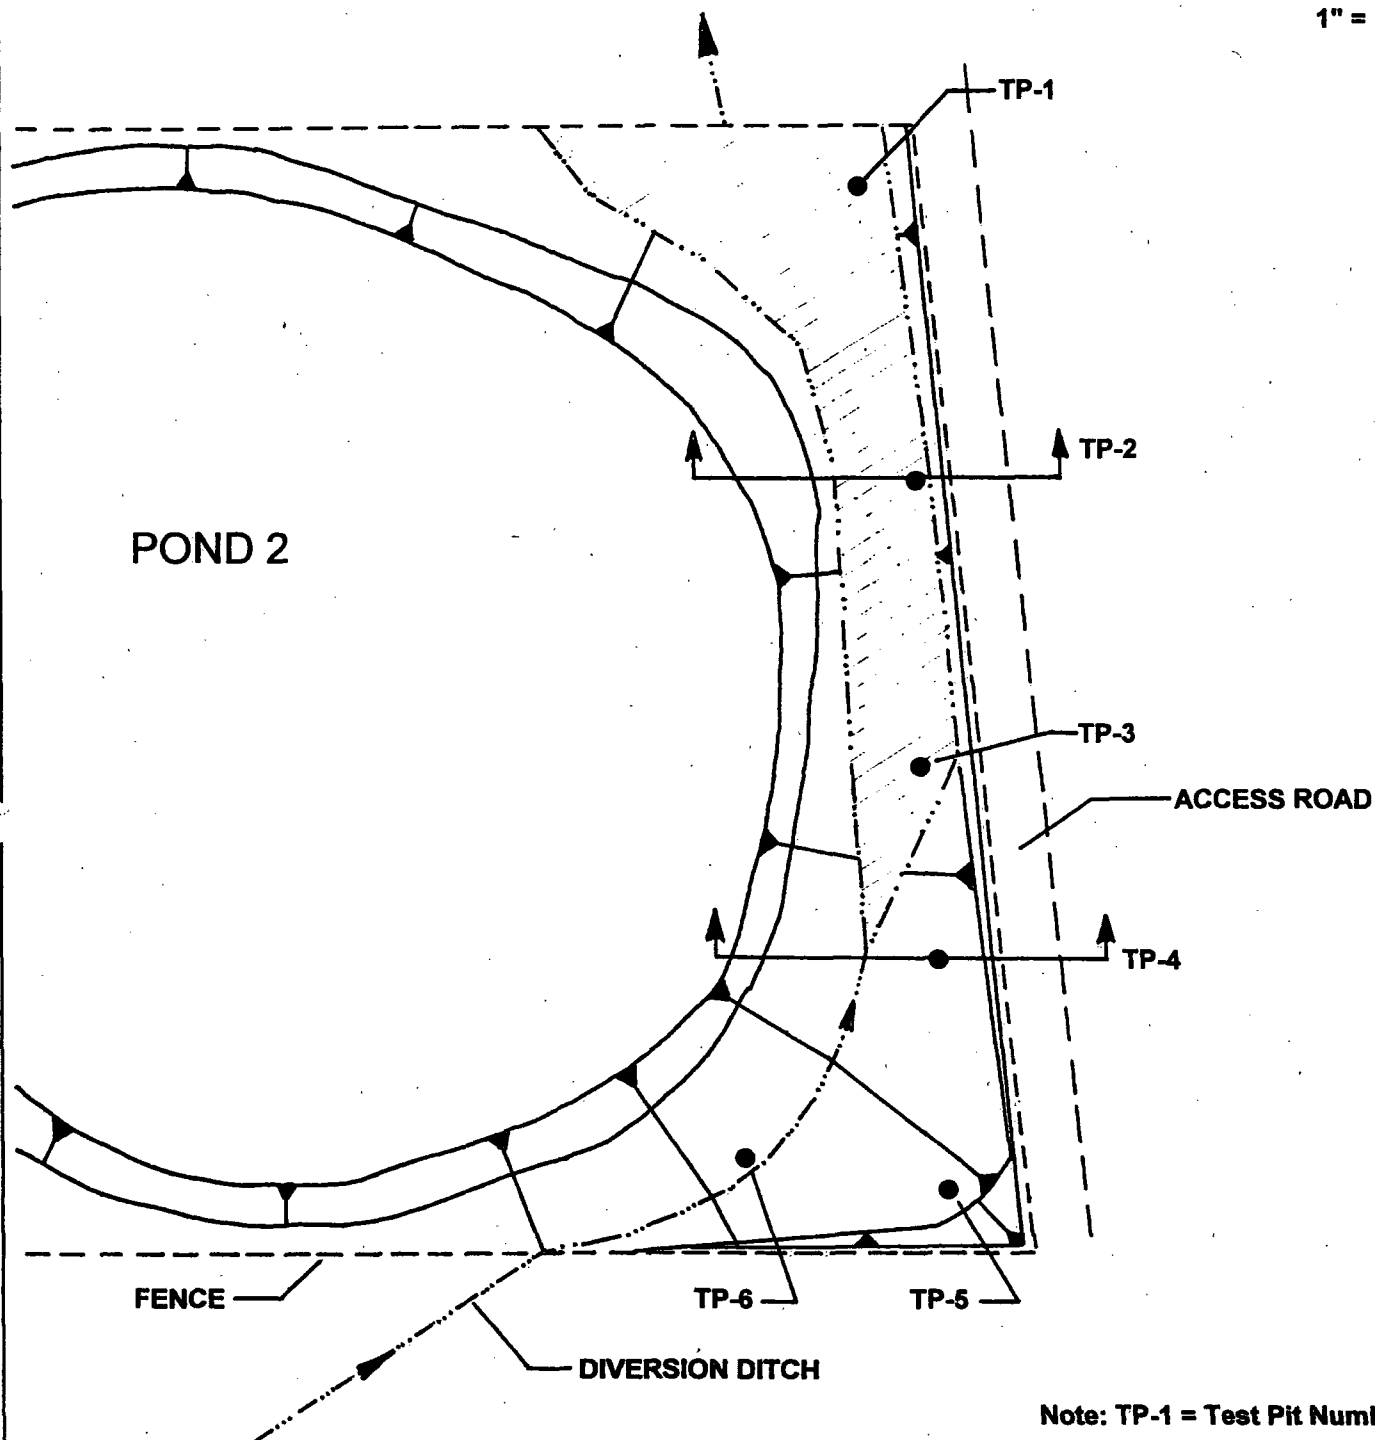 1" =
TP-1
TP-2
POND 2
TP-3
ACCESS ROAD
TP-4
FENCE
TP-6
TP-5
DIVERSION DITCH
Note: TP-1 = Test Pit